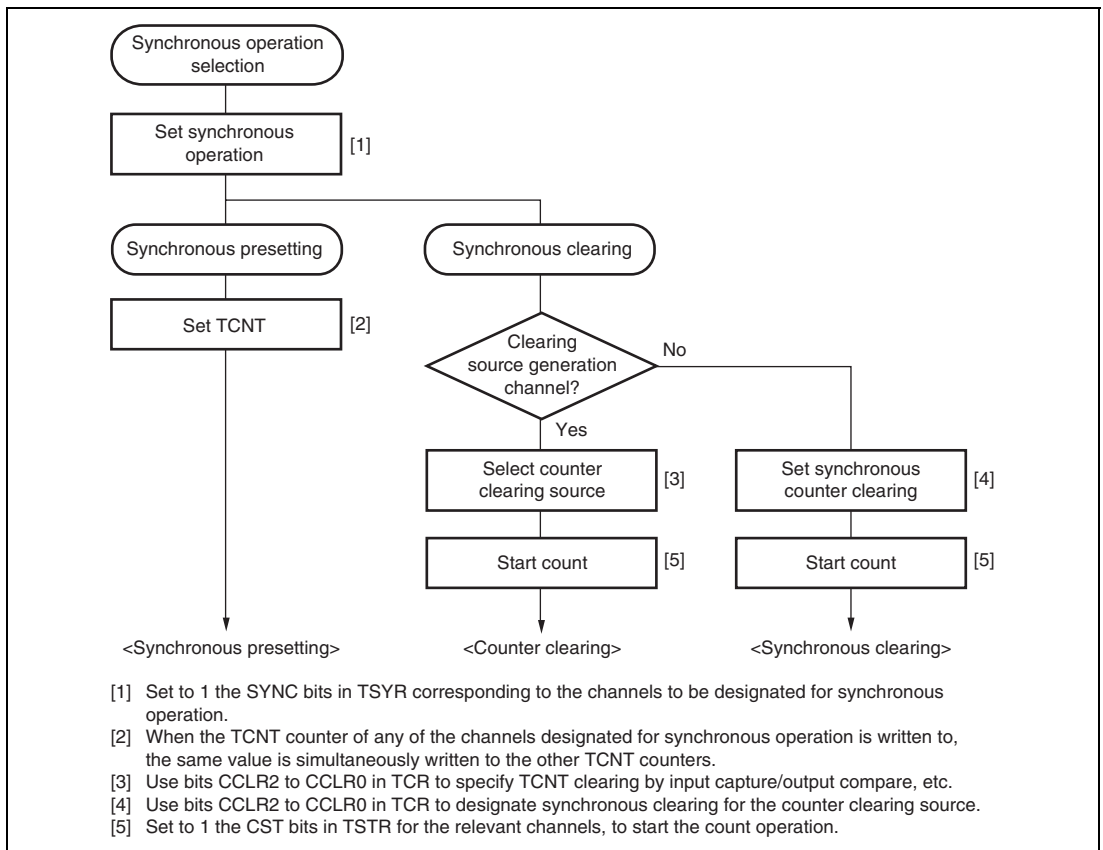 Synchronous operation
selection
Set synchronous
operation
[1]
Synchronous presetting
Synchronous clearing
Set TCNT
[2]
Clearing
source generation
channel?
No
Yes
Select counter
clearing source
[3]
Set synchronous
counter clearing
[4]
Start count
[5]
Start count
[5]
<Synchronous presetting>
<Counter clearing>
<Synchronous clearing>
[1] Set to 1 the SYNC bits in TSYR corresponding to the channels to be designated for synchronous
operation.
[2] When the TCNT counter of any of the channels designated for synchronous operation is written to,
the same value is simultaneously written to the other TCNT counters.
[3] Use bits CCLR2 to CCLR0 in TCR to specify TCNT clearing by input capture/output compare, etc.
[4] Use bits CCLR2 to CCLR0 in TCR to designate synchronous clearing for the counter clearing source.
[5] Set to 1 the CST bits in TSTR for the relevant channels, to start the count operation.